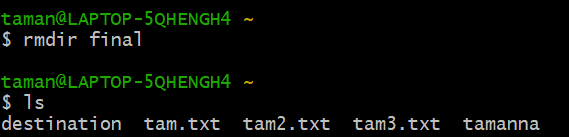 taman@LAPTOP-5QHENGH4 ~
$ rmdir final
taman@LAPTOP-5QHENGH4 ~
$ ls
destination  tam.txt  tam2.txt  tam3.txt  tamanna